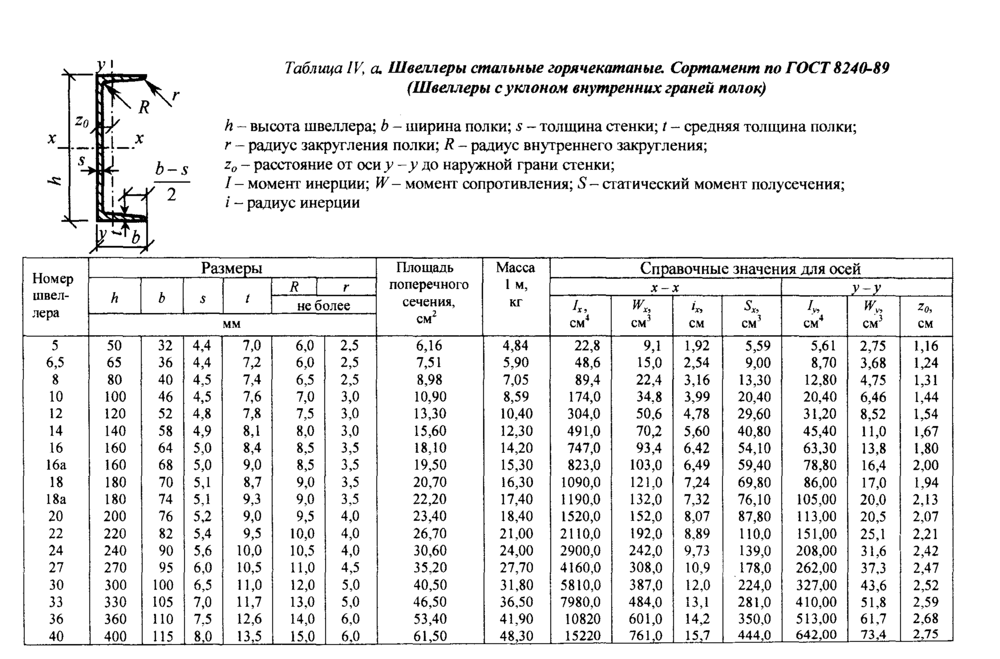 Таблица IV, а. Швеллеры стальные горячекатаные. Сортамент по ГОСТ 8240-89
(Швеллеры с уклоном внутренних граней полок)
y
r
R
z₀
x x
s
b – s
2
h
y t b
h – высота швеллера; b – ширина полки; s – толщина стенки; t – средняя толщина полки;
r – радиус закругления полки; R – радиус внутреннего закругления;
zₒ – расстояние от оси y – y до наружной грани стенки;
I – момент инерции; W – момент сопротивления; S – статический момент полусечения;
i – радиус инерции
Номер швел-лера Размеры Площадь поперечного сечения, см² Масса 1 м, кг Справочные значения для осей
h b s t R r x – x y – y
не более Iₓ, см⁴ Wₓ, см³ iₓ, см Sₓ, см³ Iy, см⁴ Wy, см³ z₀, см
мм
5 50 32 4,4 7,0 6,0 2,5 6,16 4,84 22,8 9,1 1,92 5,59 5,61 2,75 1,16
6,5 65 36 4,4 7,2 6,0 2,5 7,51 5,90 48,6 15,0 2,54 9,00 8,70 3,68 1,24
8 80 40 4,5 7,4 6,5 2,5 8,98 7,05 89,4 22,4 3,16 13,30 12,80 4,75 1,31
10 100 46 4,5 7,6 7,0 3,0 10,90 8,59 174,0 34,8 3,99 20,40 20,40 6,46 1,44
12 120 52 4,8 7,8 7,5 3,0 13,30 10,40 304,0 50,6 4,78 29,60 31,20 8,52 1,54
14 140 58 4,9 8,1 8,0 3,0 15,60 12,30 491,0 70,2 5,60 40,80 45,40 11,0 1,67
16 160 64 5,0 8,4 8,5 3,5 18,10 14,20 747,0 93,4 6,42 54,10 63,30 13,8 1,80
16а 160 68 5,0 9,0 8,5 3,5 19,50 15,30 823,0 103,0 6,49 59,40 78,80 16,4 2,00
18 180 70 5,1 8,7 9,0 3,5 20,70 16,30 1090,0 121,0 7,24 69,80 86,00 17,0 1,94
18а 180 74 5,1 9,3 9,0 3,5 22,20 17,40 1190,0 132,0 7,32 76,10 105,00 20,0 2,13
20 200 76 5,2 9,0 9,5 4,0 23,40 18,40 1520,0 152,0 8,07 87,80 113,00 20,5 2,07
22 220 82 5,4 9,5 10,0 4,0 26,70 21,00 2110,0 192,0 8,89 110,0 151,00 25,1 2,21
24 240 90 5,6 10,0 10,5 4,0 30,60 24,00 2900,0 242,0 9,73 139,0 208,00 31,6 2,42
27 270 95 6,0 10,5 11,0 4,5 35,20 27,70 4160,0 308,0 10,9 178,0 262,00 37,3 2,47
30 300 100 6,5 11,0 12,0 5,0 40,50 31,80 5810,0 387,0 12,0 224,0 327,00 43,6 2,52
33 330 105 7,0 11,7 13,0 5,0 46,50 36,50 7980,0 484,0 13,1 281,0 410,00 51,8 2,59
36 360 110 7,5 12,6 14,0 6,0 53,40 41,90 10820 601,0 14,2 350,0 513,00 61,7 2,68
40 400 115 8,0 13,5 15,0 6,0 61,50 48,30 15220 761,0 15,7 444,0 642,00 73,4 2,75